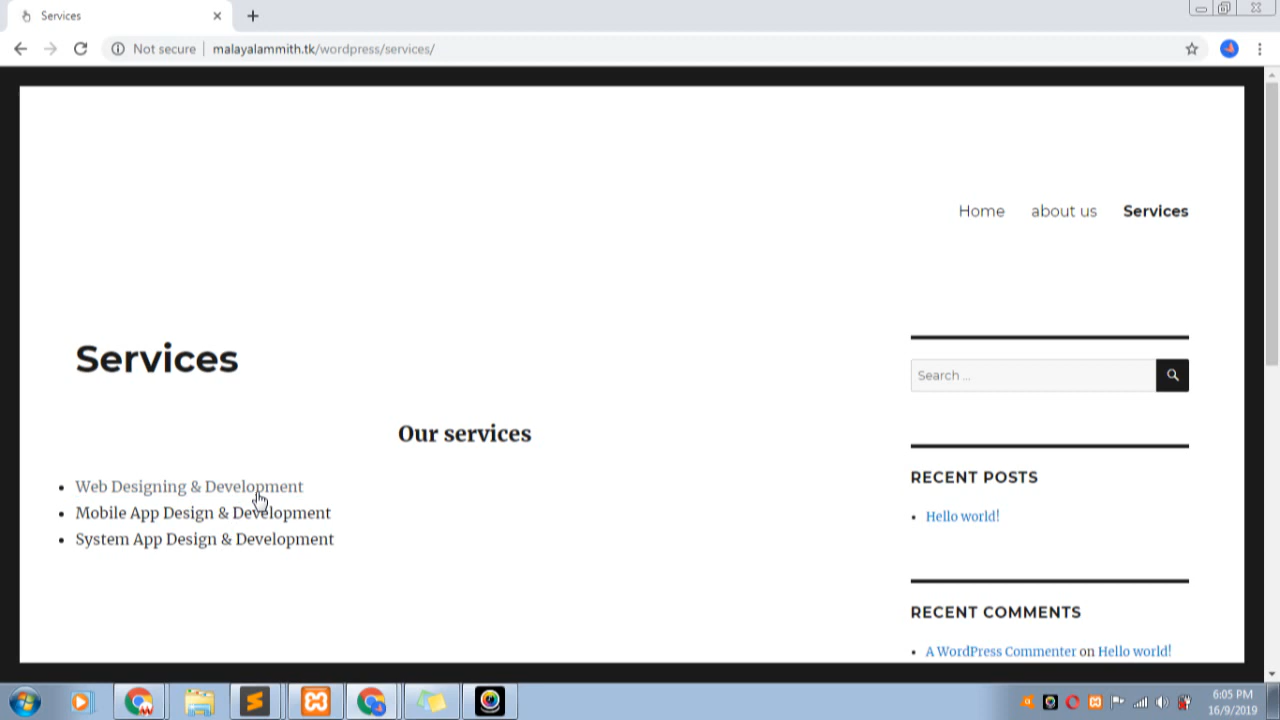 Services
Not secure
malayalammith.tk/wordpress/services/
Home
about us
Services
Services
Our services
Web Designing & Development
Mobile App Design & Development
System App Design & Development
Search ...
RECENT POSTS
Hello world!
RECENT COMMENTS
A WordPress Commenter on Hello world!
6:05 PM
16/9/2019